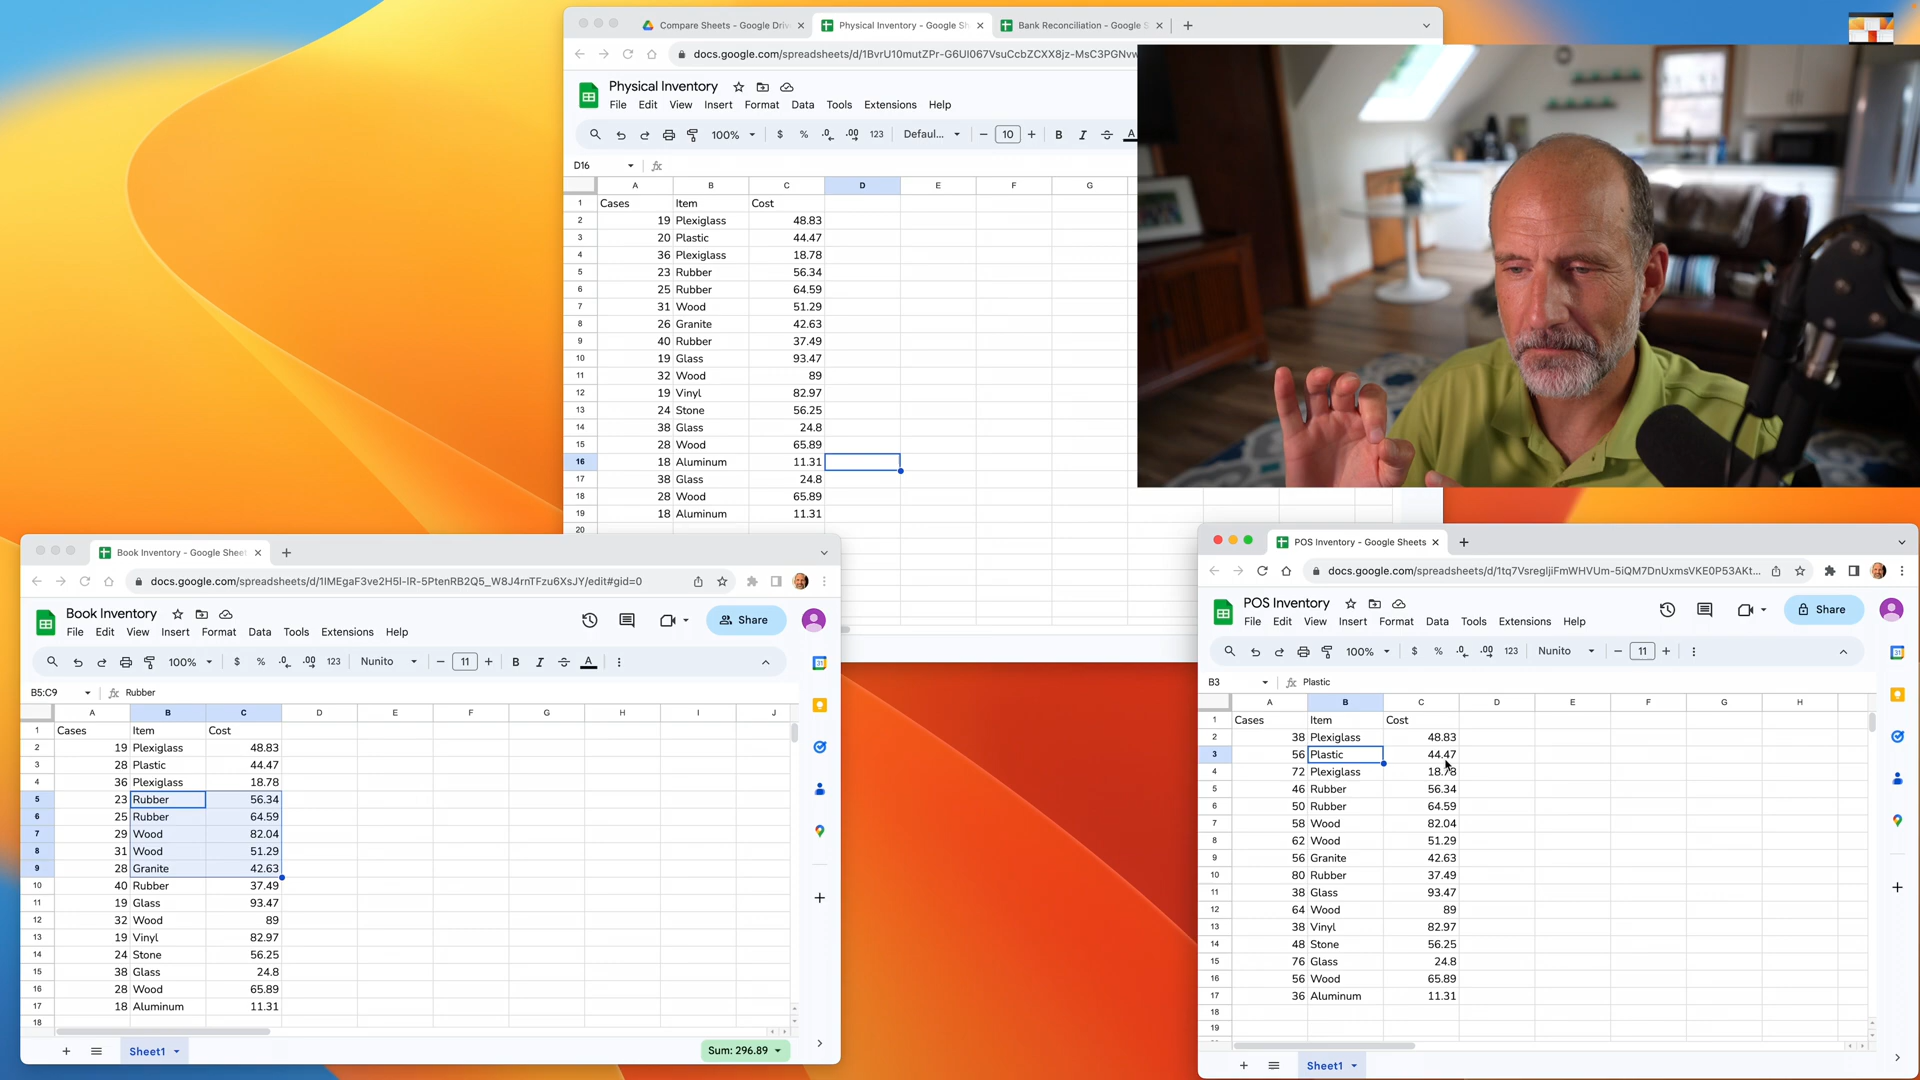 Compare Sheets - Google Driv
Physical Inventory - Google Sh
Bank Reconciliation - Google S
docs.google.com/spreadsheets/d/1BvrU10mutZPr-G6UI067VsuCcbZCXX8jz-MsC3PGNvw
Physical Inventory
File Edit View Insert Format Data Tools Extensions Help
100% $ % .0 .00 123 Defaul... 10 B I A
D16 fx
A B C D E F G
1 Cases Item Cost
2 19 Plexiglass 48.83
3 20 Plastic 44.47
4 36 Plexiglass 18.78
5 23 Rubber 56.34
6 25 Rubber 64.59
7 31 Wood 51.29
8 26 Granite 42.63
9 40 Rubber 37.49
10 19 Glass 93.47
11 32 Wood 89
12 19 Vinyl 82.97
13 24 Stone 56.25
14 38 Glass 24.8
15 28 Wood 65.89
16 18 Aluminum 11.31
17 38 Glass 24.8
18 28 Wood 65.89
19 18 Aluminum 11.31
20
Book Inventory - Google Sheet
docs.google.com/spreadsheets/d/1IMEgaF3ve2H5l-IR-5PtenRB2Q5_W8J4rnTFzu6XsJY/edit#gid=0
Book Inventory
Share
File Edit View Insert Format Data Tools Extensions Help
100% $ % .0 .00 123 Nunito 11 B I A
B5:C9 fx Rubber
A B C D E F G H I J
1 Cases Item Cost
2 19 Plexiglass 48.83
3 28 Plastic 44.47
4 36 Plexiglass 18.78
5 23 Rubber 56.34
6 25 Rubber 64.59
7 29 Wood 82.04
8 31 Wood 51.29
9 28 Granite 42.63
10 40 Rubber 37.49
11 19 Glass 93.47
12 32 Wood 89
13 19 Vinyl 82.97
14 24 Stone 56.25
15 38 Glass 24.8
16 28 Wood 65.89
17 18 Aluminum 11.31
18
Sheet1
Sum: 296.89
POS Inventory - Google Sheets
docs.google.com/spreadsheets/d/1tq7VsregljiFmWHVUm-5iQM7DnUxmsVKE0P53AKt...
POS Inventory
Share
File Edit View Insert Format Data Tools Extensions Help
100% $ % .0 .00 123 Nunito 11
B3 fx Plastic
A B C D E F G H
1 Cases Item Cost
2 38 Plexiglass 48.83
3 56 Plastic 44.47
4 72 Plexiglass 18.78
5 46 Rubber 56.34
6 50 Rubber 64.59
7 58 Wood 82.04
8 62 Wood 51.29
9 56 Granite 42.63
10 80 Rubber 37.49
11 38 Glass 93.47
12 64 Wood 89
13 38 Vinyl 82.97
14 48 Stone 56.25
15 76 Glass 24.8
16 56 Wood 65.89
17 36 Aluminum 11.31
18
19
Sheet1